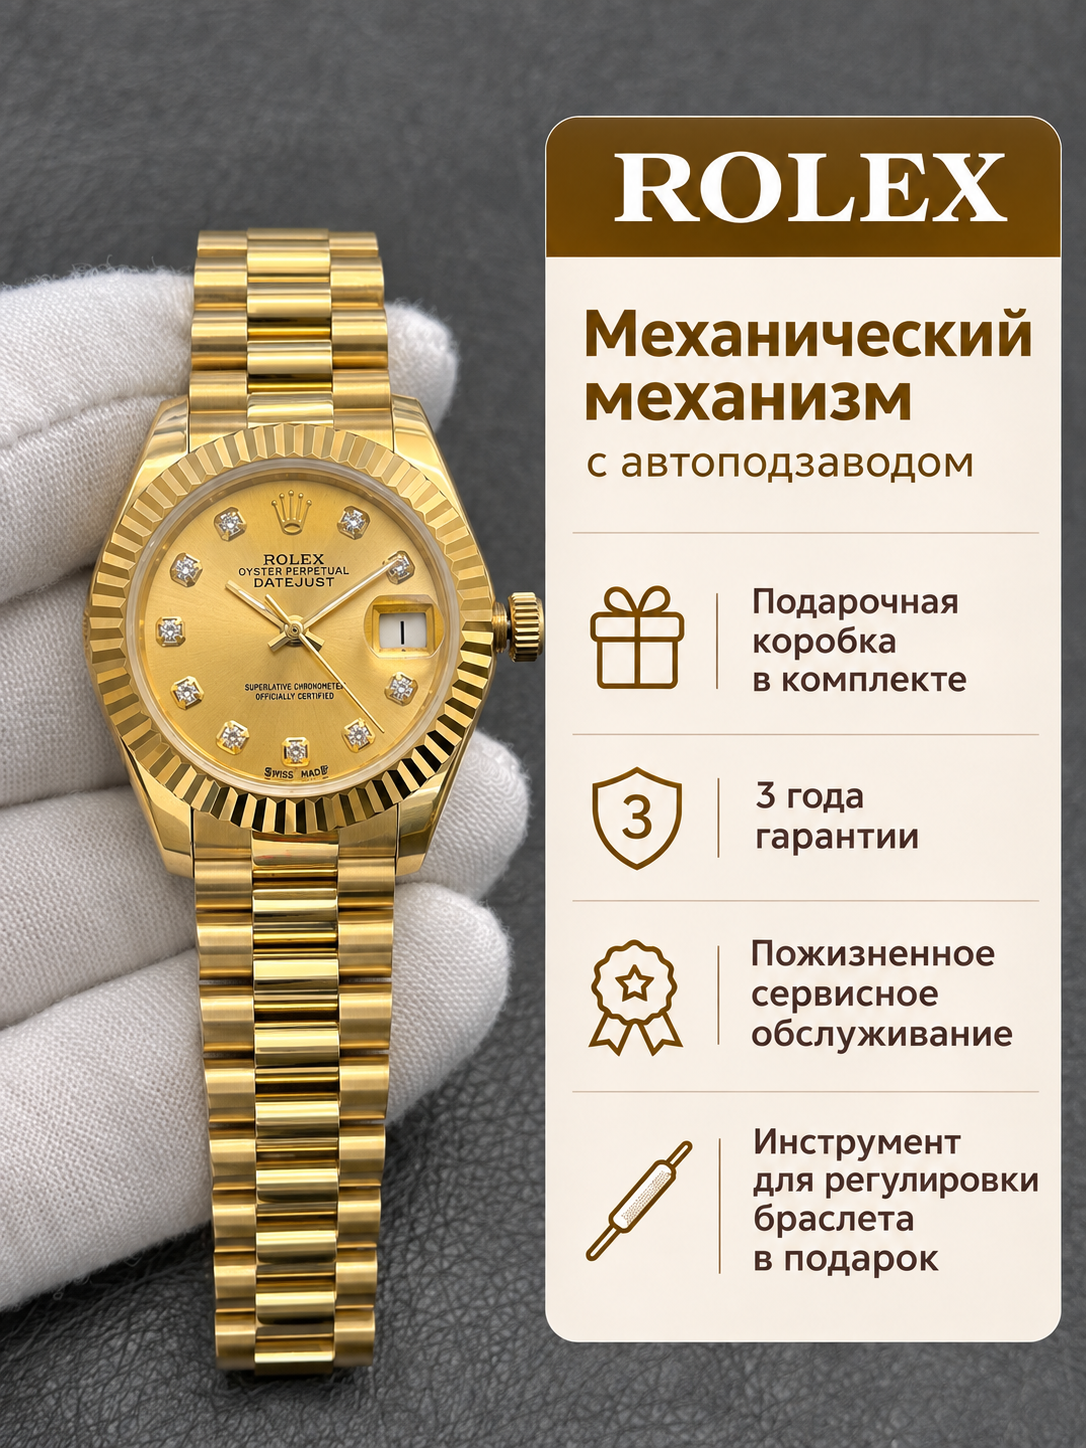 ROLEX
OYSTER PERPETUAL
DATEJUST
I
SUPERLATIVE CHRONOMETER
OFFICIALLY CERTIFIED
SWISS MADE
ROLEX
Механический
механизм
с автоподзаводом
Подарочная
коробка
в комплекте
3
3 года
гарантии
Пожизненное
сервисное
обслуживание
Инструмент
для регулировки
браслета
в подарок